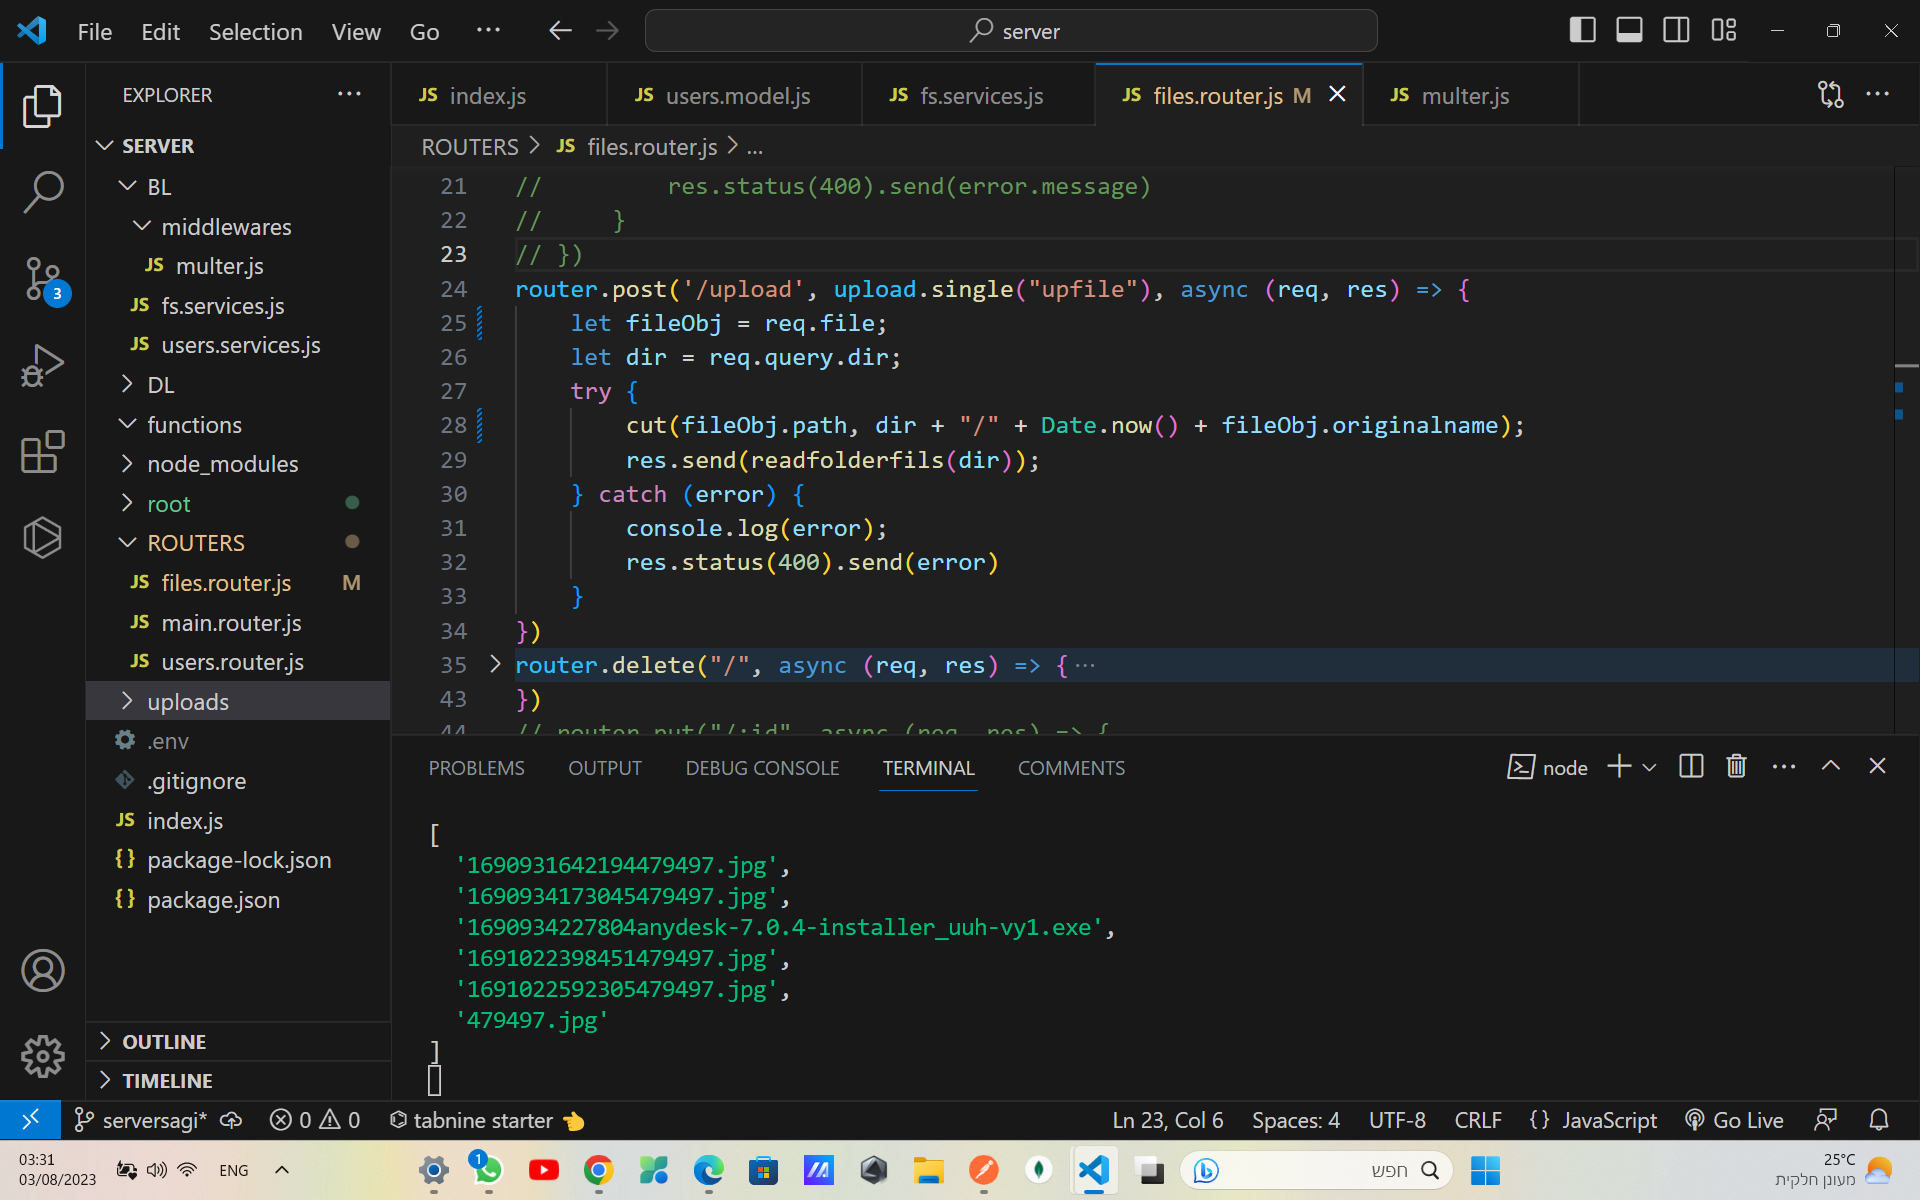 File Edit Selection View Go ··· server
EXPLORER ···
SERVER
BL
middlewares
JS multer.js
JS fs.services.js
JS users.services.js
DL
functions
node_modules
root
ROUTERS
JS files.router.js M
JS main.router.js
JS users.router.js
uploads
.env
.gitignore
JS index.js
{} package-lock.json
{} package.json
OUTLINE
TIMELINE
3
JS index.js JS users.model.js JS fs.services.js JS files.router.js M JS multer.js
ROUTERS > JS files.router.js > ...
21 //         res.status(400).send(error.message)
22 //     }
23 // })
24 router.post('/upload', upload.single("upfile"), async (req, res) => {
25     let fileObj = req.file;
26     let dir = req.query.dir;
27     try {
28         cut(fileObj.path, dir + "/" + Date.now() + fileObj.originalname);
29         res.send(readfolderfils(dir));
30     } catch (error) {
31         console.log(error);
32         res.status(400).send(error)
33     }
34 })
35 router.delete("/", async (req, res) => { ···
43 })
44 // router.put("/:id", async (req, res) => {
PROBLEMS OUTPUT DEBUG CONSOLE TERMINAL COMMENTS node
[
  '1690931642194479497.jpg',
  '1690934173045479497.jpg',
  '1690934227804anydesk-7.0.4-installer_uuh-vy1.exe',
  '1691022398451479497.jpg',
  '1691022592305479497.jpg',
  '479497.jpg'
]
serversagi* 0 0 tabnine starter Ln 23, Col 6 Spaces: 4 UTF-8 CRLF {} JavaScript Go Live
03:31
03/08/2023
ENG
1
חפש
25°C
מעונן חלקית